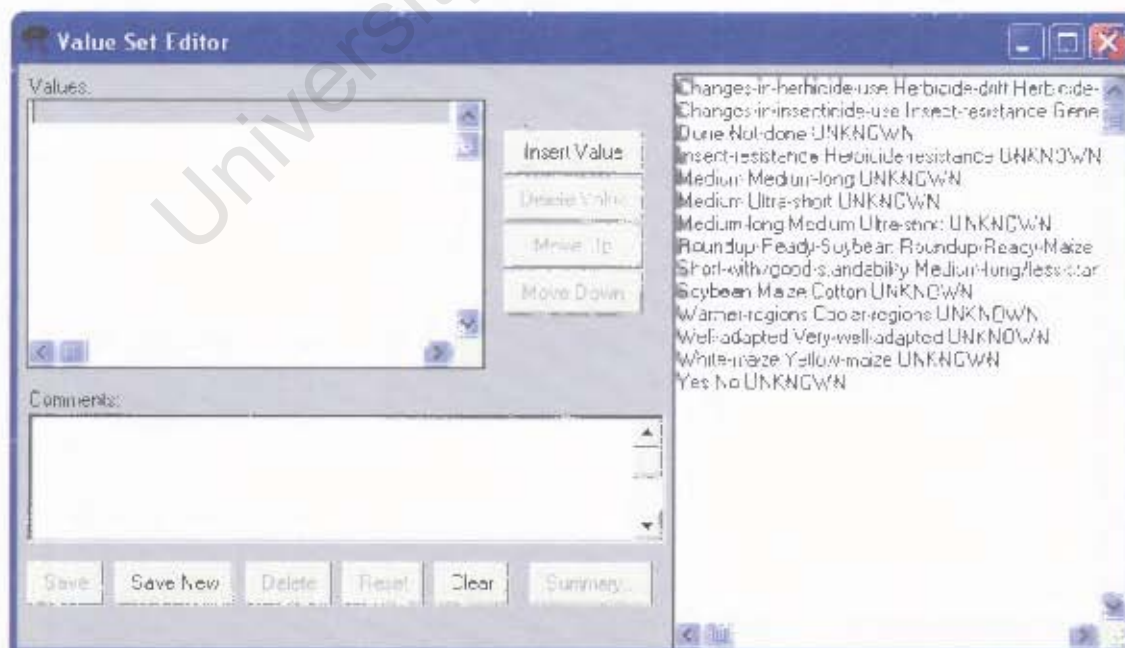 Universit
Value Set Editor
Values:
Insert Value
Delete Value
Move Up
Move Down
Comments:
Save Save New Delete Reset Clear Summary...
Changes-in-herbicide-use Herbicide-drift Herbicide-
Changes-in-insecticide-use Insect-resistance Gene
Done Not-done UNKNOWN
Insect-resistance Herbicide-resistance UNKNOWN
Medium Medium-long UNKNOWN
Medium Ultra-short UNKNOWN
Medium-long Medium Ultra-short UNKNOWN
Roundup-Ready-Soybean Roundup-Ready-Maize
Short-with/good-standability Medium-long/less-stan
Soybean Maize Cotton UNKNOWN
Warmer-regions Cooler-regions UNKNOWN
Well-adapted Very-well-adapted UNKNOWN
White-maize Yellow-maize UNKNOWN
Yes No UNKNOWN